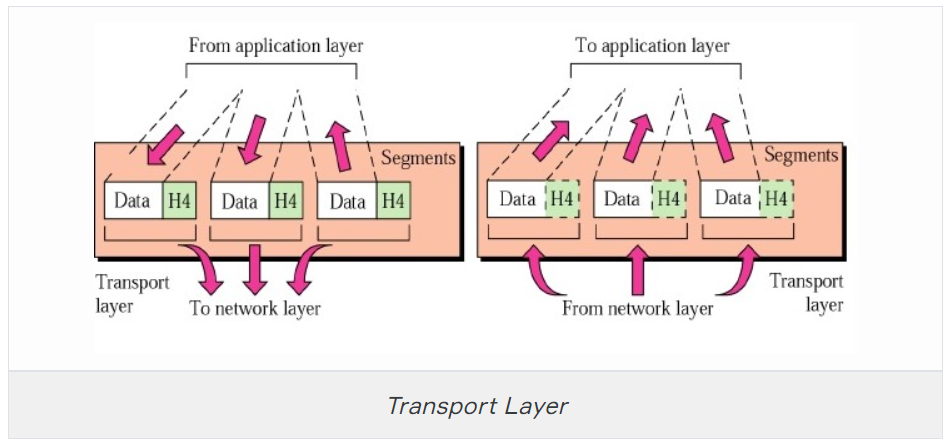 From application layer
Segments
Data H4 Data H4 Data H4
Transport
layer
To network layer
To application layer
Segments
Data H4 Data H4 Data H4
From network layer
Transport
layer
Transport Layer